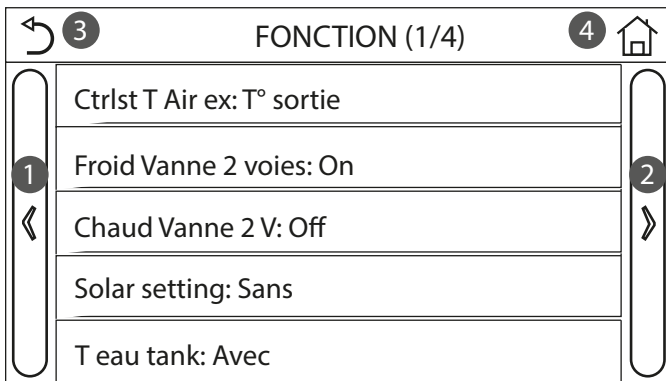 3 FONCTION (1/4) 4
Ctrlst T Air ex: T° sortie
Froid Vanne 2 voies: On
1
2
Chaud Vanne 2 V: Off
Solar setting: Sans
T eau tank: Avec